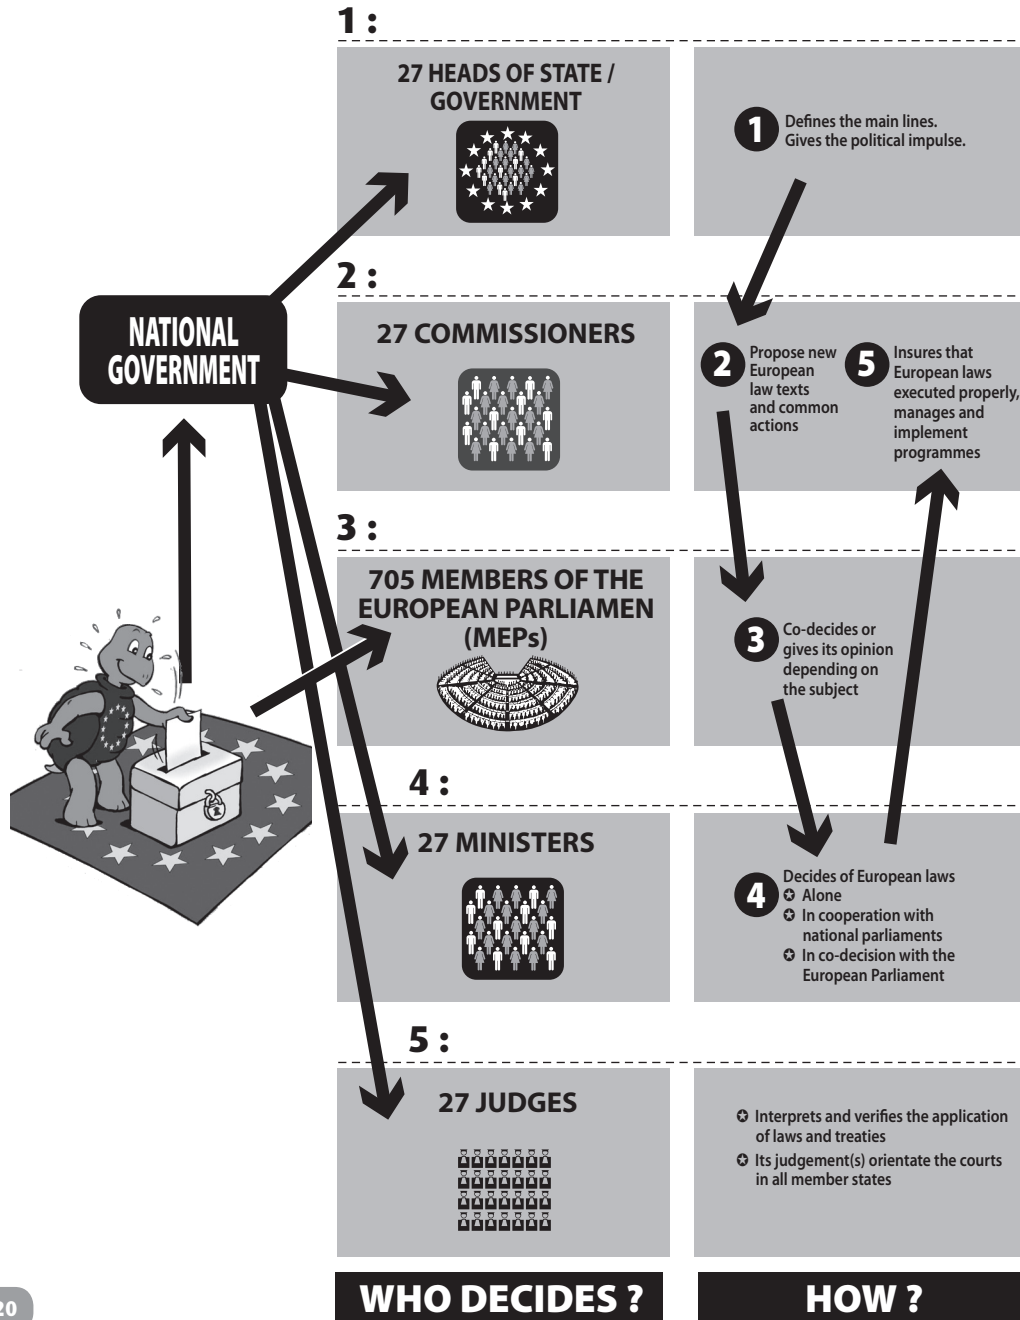 1 :
27 HEADS OF STATE /
GOVERNMENT
1 Defines the main lines.
Gives the political impulse.
2 :
NATIONAL
GOVERNMENT
27 COMMISSIONERS
2 Propose new
European
law texts
and common
actions
5 Insures that
European laws
executed properly,
manages and
implement
programmes
3 :
705 MEMBERS OF THE
EUROPEAN PARLIAMEN
(MEPs)
3 Co-decides or
gives its opinion
depending on
the subject
4 :
27 MINISTERS
4 Decides of European laws
✪ Alone
✪ In cooperation with
national parliaments
✪ In co-decision with the
European Parliament
5 :
27 JUDGES
✪ Interprets and verifies the application
of laws and treaties
✪ Its judgement(s) orientate the courts
in all member states
WHO DECIDES ?
HOW ?
20